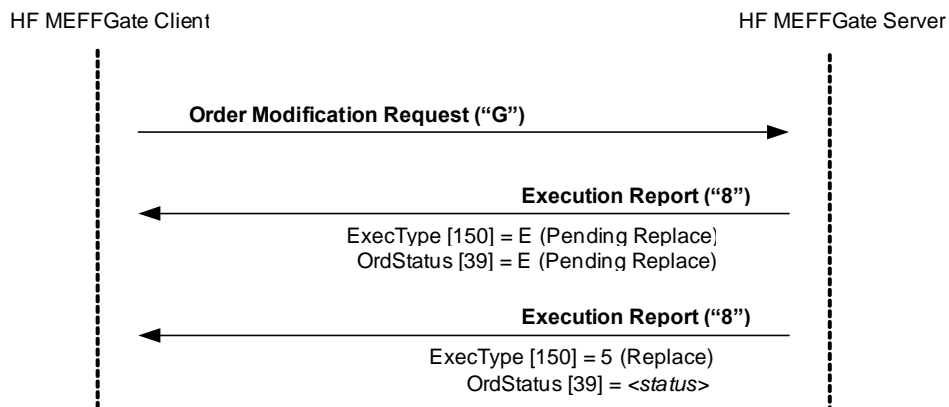 HF MEFFGate Client
HF MEFFGate Server
Order Modification Request (“G”)
Execution Report (“8”)
ExecType [150] = E (Pending Replace)
OrdStatus [39] = E (Pending Replace)
Execution Report (“8”)
ExecType [150] = 5 (Replace)
OrdStatus [39] = <status>